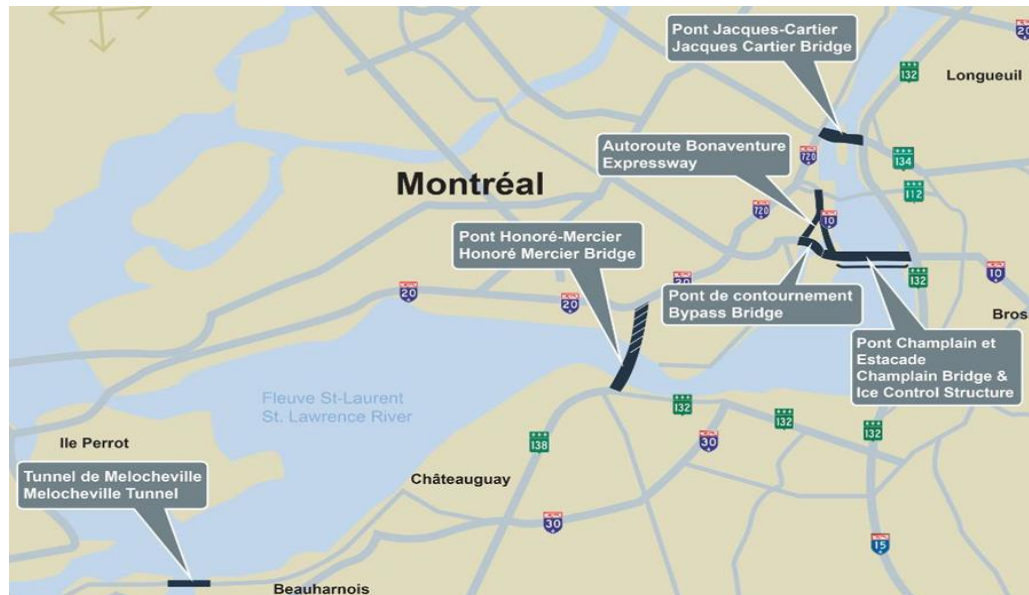 Pont Jacques-Cartier
Jacques Cartier Bridge
20
132
Longueuil
Autoroute Bonaventure
Expressway
720
134
112
Montréal
720
10
Pont Honoré-Mercier
Honoré Mercier Bridge
20
20
20
132
10
Pont de contournement
Bypass Bridge
Bros
Pont Champlain et
Estacade
Champlain Bridge &
Ice Control Structure
Fleuve St-Laurent
St. Lawrence River
132
132
132
Ile Perrot
138
30
Tunnel de Melocheville
Melocheville Tunnel
Châteauguay
30
15
Beauharnois